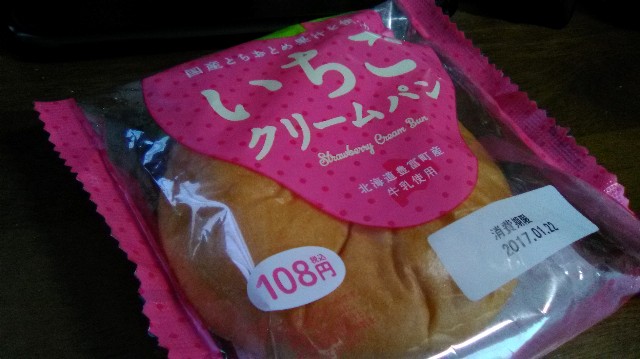 国産とちおとめ果汁を使
いちご
クリームパン
Strawberry Cream Bun
北海道豊富町産
牛乳使用
税込
108円
消費期限
2017.01.22